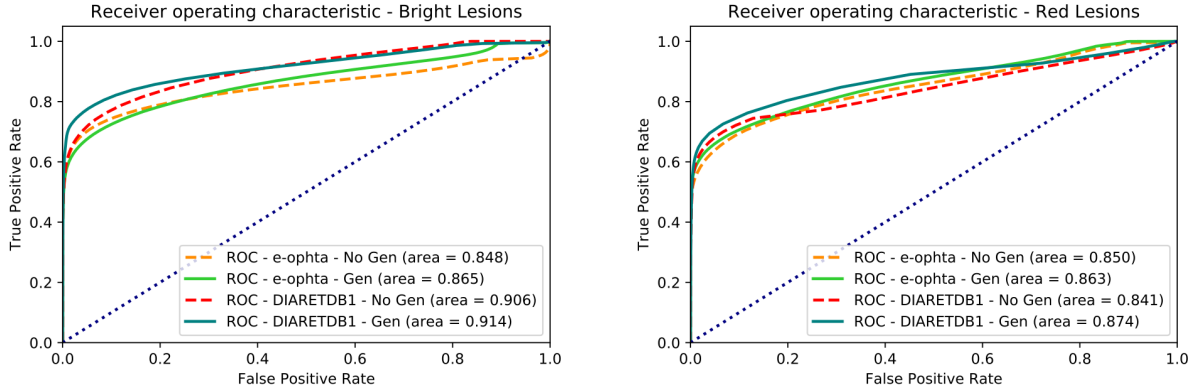 Receiver operating characteristic - Bright Lesions
True Positive Rate
1.0
0.8
0.6
0.4
0.2
0.0
ROC - e-ophta - No Gen (area = 0.848)
ROC - e-ophta - Gen (area = 0.865)
ROC - DIARETDB1 - No Gen (area = 0.906)
ROC - DIARETDB1 - Gen (area = 0.914)
0.0 0.2 0.4 0.6 0.8 1.0
False Positive Rate
Receiver operating characteristic - Red Lesions
True Positive Rate
1.0
0.8
0.6
0.4
0.2
0.0
ROC - e-ophta - No Gen (area = 0.850)
ROC - e-ophta - Gen (area = 0.863)
ROC - DIARETDB1 - No Gen (area = 0.841)
ROC - DIARETDB1 - Gen (area = 0.874)
0.0 0.2 0.4 0.6 0.8 1.0
False Positive Rate